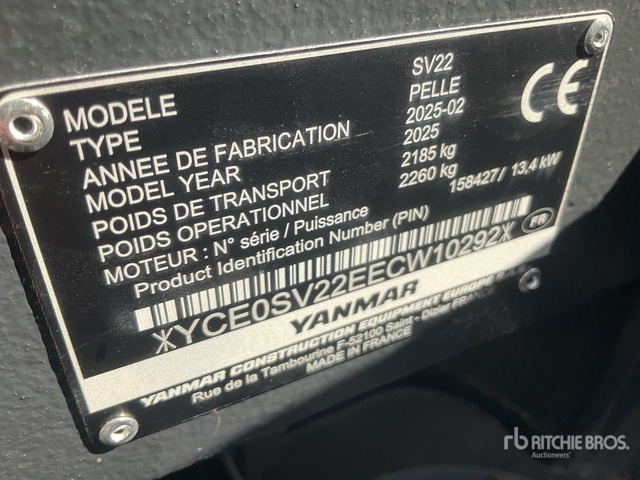 MODELE SV22
TYPE PELLE
ANNEE DE FABRICATION 2025-02
MODEL YEAR 2025
POIDS DE TRANSPORT 2185 kg
POIDS OPERATIONNEL 2260 kg
MOTEUR : N° série / Puissance 158427 / 13,4 kW
Product Identification Number (PIN)
FR
XYCE0SV22EECW10292X
YANMAR
YANMAR CONSTRUCTION EQUIPMENT EUROPE S.A.S
Rue de la Tambourine F-52100 Saint - Dizier FRANCE
MADE IN FRANCE
CE
rb RITCHIE BROS.
Auctioneers